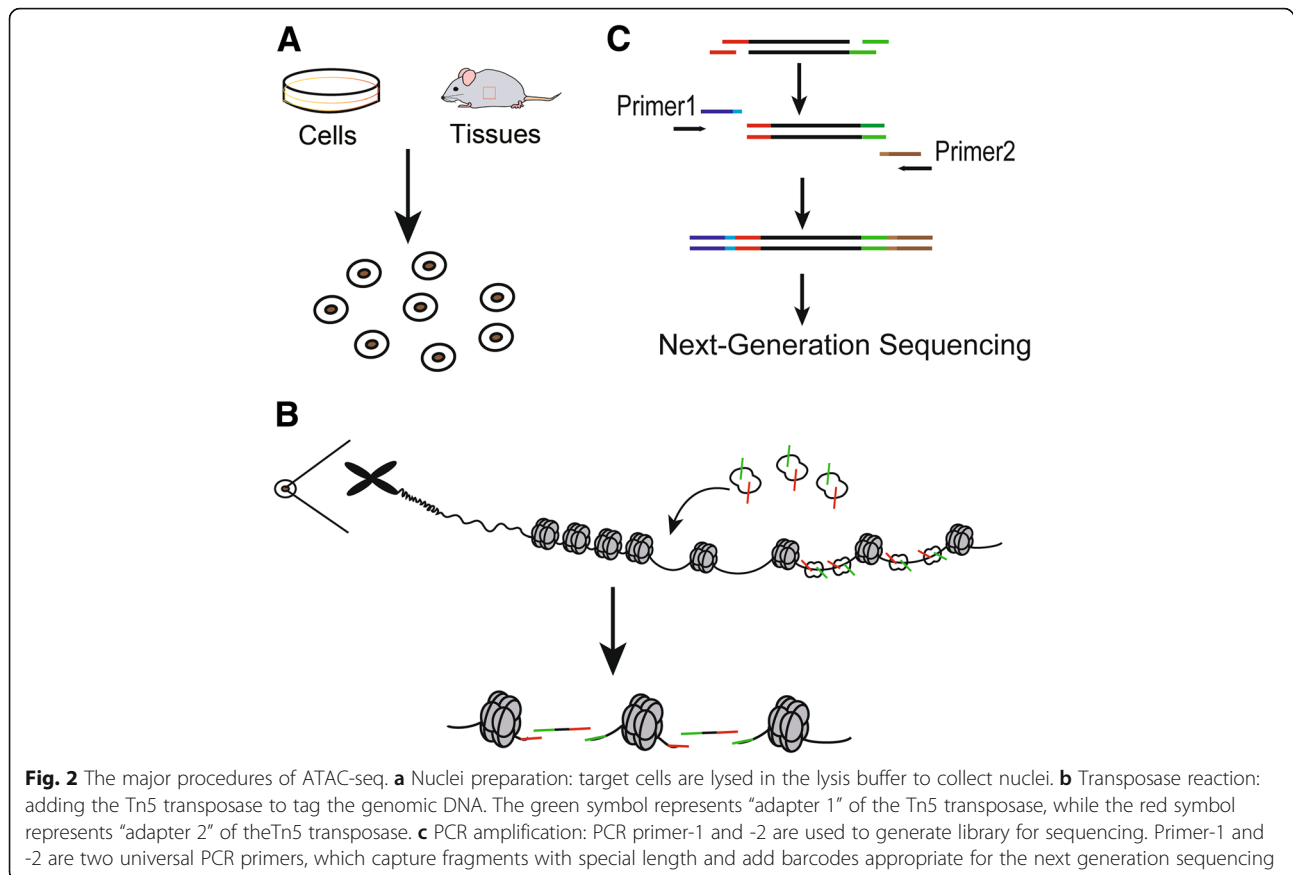 A
Cells
Tissues
C
Primer1
Primer2
Next-Generation Sequencing
B
Fig. 2 The major procedures of ATAC-seq. a Nuclei preparation: target cells are lysed in the lysis buffer to collect nuclei. b Transposase reaction:
adding the Tn5 transposase to tag the genomic DNA. The green symbol represents “adapter 1” of the Tn5 transposase, while the red symbol
represents “adapter 2” of theTn5 transposase. c PCR amplification: PCR primer-1 and -2 are used to generate library for sequencing. Primer-1 and
-2 are two universal PCR primers, which capture fragments with special length and add barcodes appropriate for the next generation sequencing